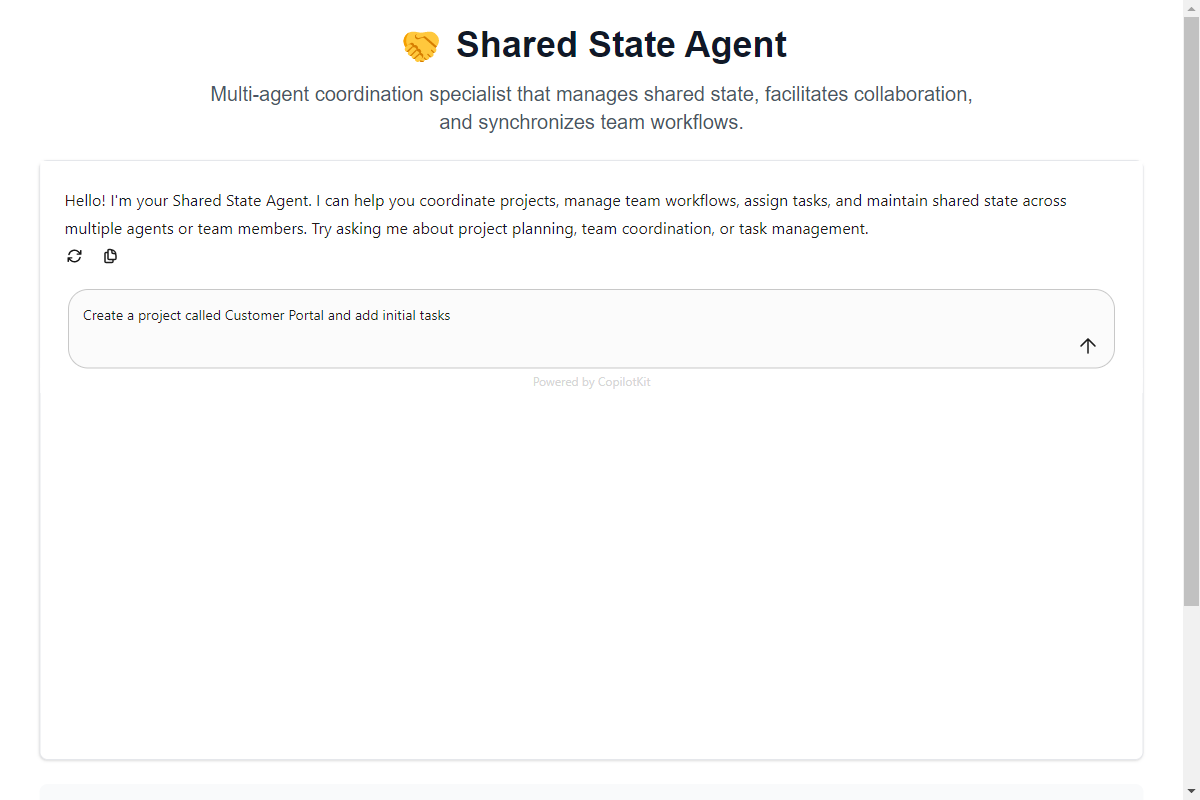 🤝 Shared State Agent
Multi-agent coordination specialist that manages shared state, facilitates collaboration,
and synchronizes team workflows.
Hello! I'm your Shared State Agent. I can help you coordinate projects, manage team workflows, assign tasks, and maintain shared state across
multiple agents or team members. Try asking me about project planning, team coordination, or task management.
Create a project called Customer Portal and add initial tasks
Powered by CopilotKit